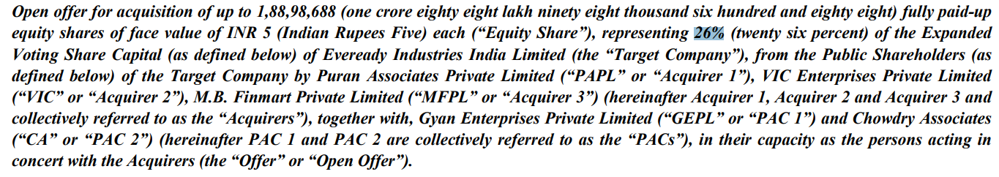 Open offer for acquisition of up to 1,88,98,688 (one crore eighty eight lakh ninety eight thousand six hundred and eighty eight) fully paid-up
equity shares of face value of INR 5 (Indian Rupees Five) each (“Equity Share”), representing 26% (twenty six percent) of the Expanded
Voting Share Capital (as defined below) of Eveready Industries India Limited (the “Target Company”), from the Public Shareholders (as
defined below) of the Target Company by Puran Associates Private Limited (“PAPL” or “Acquirer 1”), VIC Enterprises Private Limited
(“VIC” or “Acquirer 2”), M.B. Finmart Private Limited (“MFPL” or “Acquirer 3”) (hereinafter Acquirer 1, Acquirer 2 and Acquirer 3 and
collectively referred to as the “Acquirers”), together with, Gyan Enterprises Private Limited (“GEPL” or “PAC 1”) and Chowdry Associates
(“CA” or “PAC 2”) (hereinafter PAC 1 and PAC 2 are collectively referred to as the “PACs”), in their capacity as the persons acting in
concert with the Acquirers (the “Offer” or “Open Offer”).